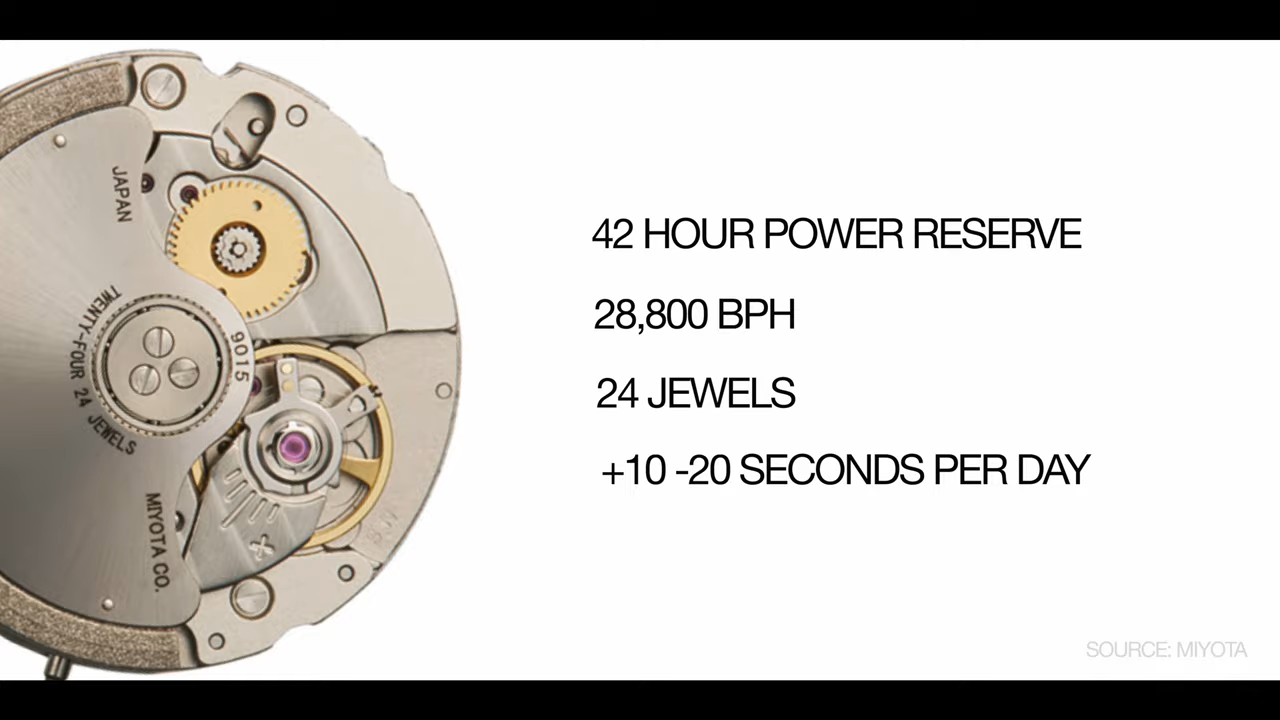 JAPAN
TWENTY-FOUR 24 JEWELS
9015
MIYOTA CO.
42 HOUR POWER RESERVE
28,800 BPH
24 JEWELS
+10 -20 SECONDS PER DAY
SOURCE: MIYOTA